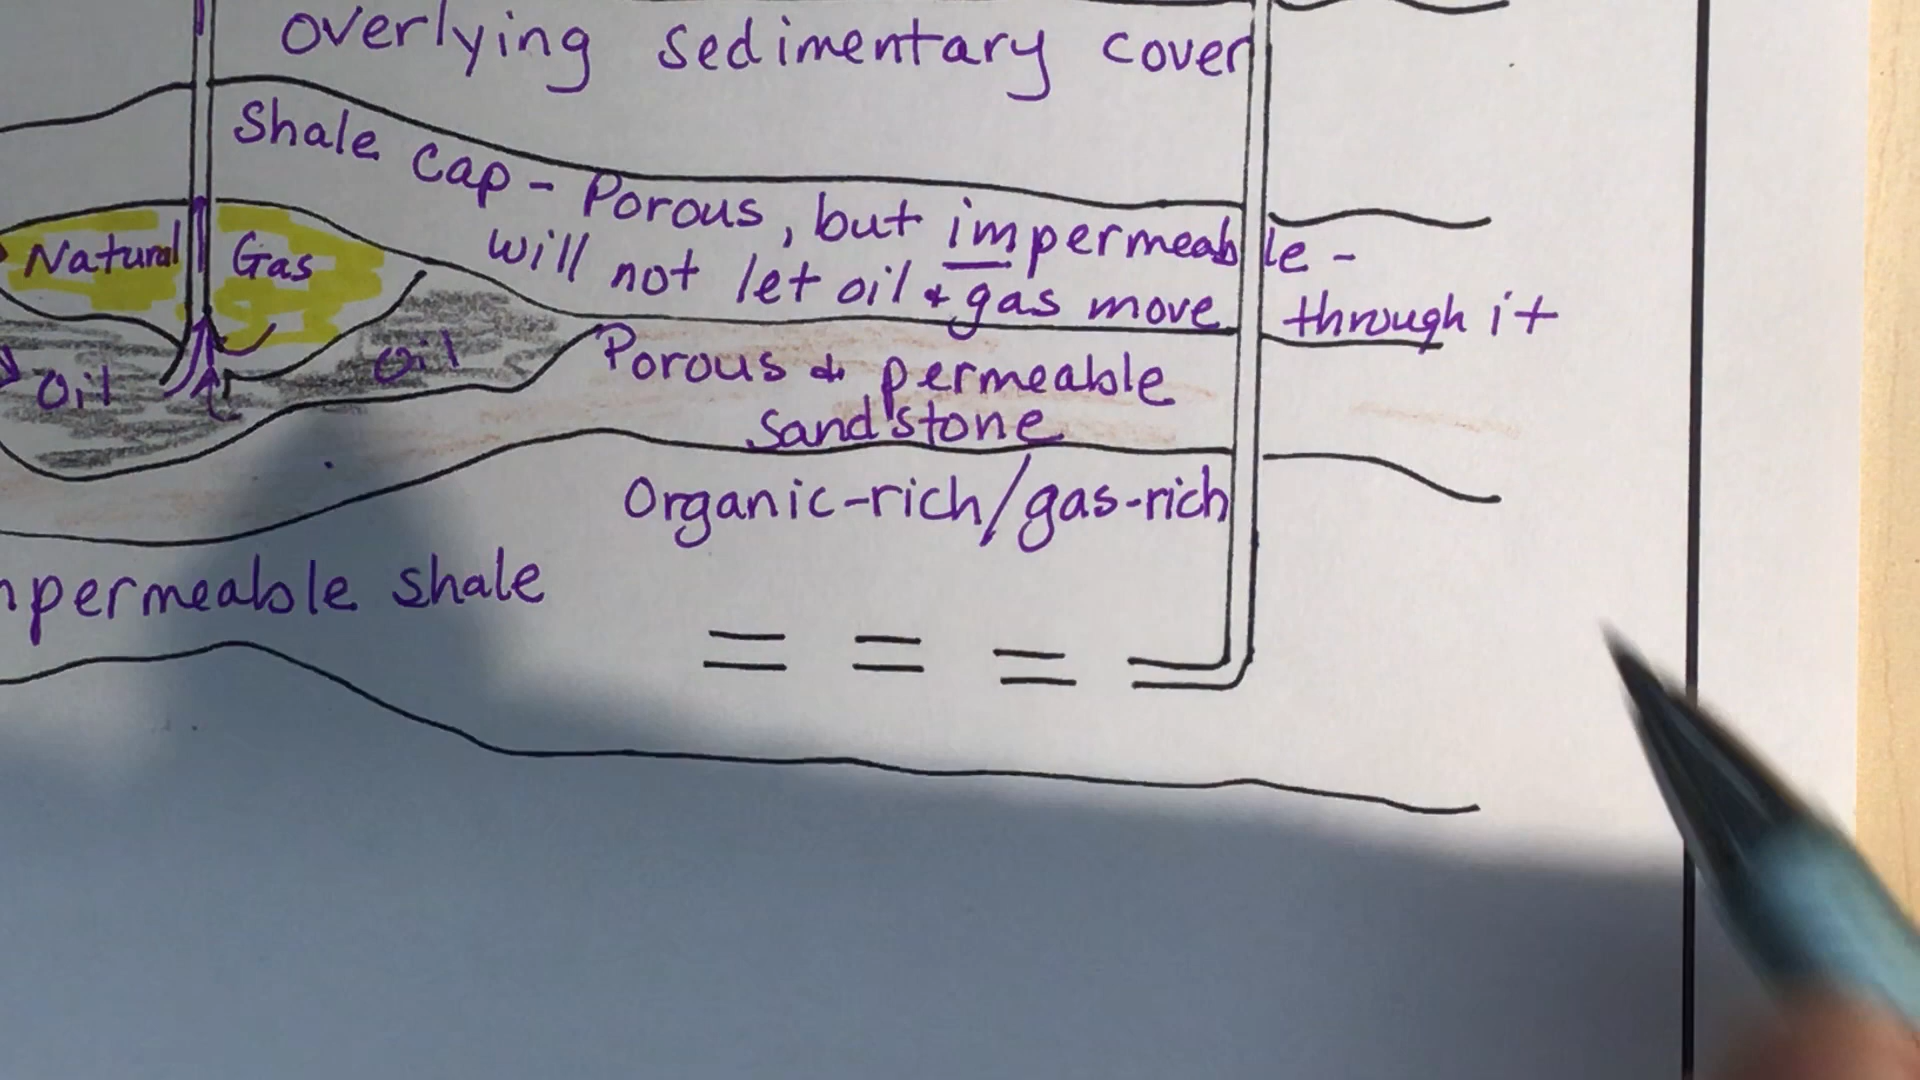 overlying sedimentary cover
Shale cap - Porous, but impermeable -
will not let oil & gas move through it
Natural Gas
Oil
Oil
Porous & permeable
sandstone
Organic-rich/gas-rich
shale